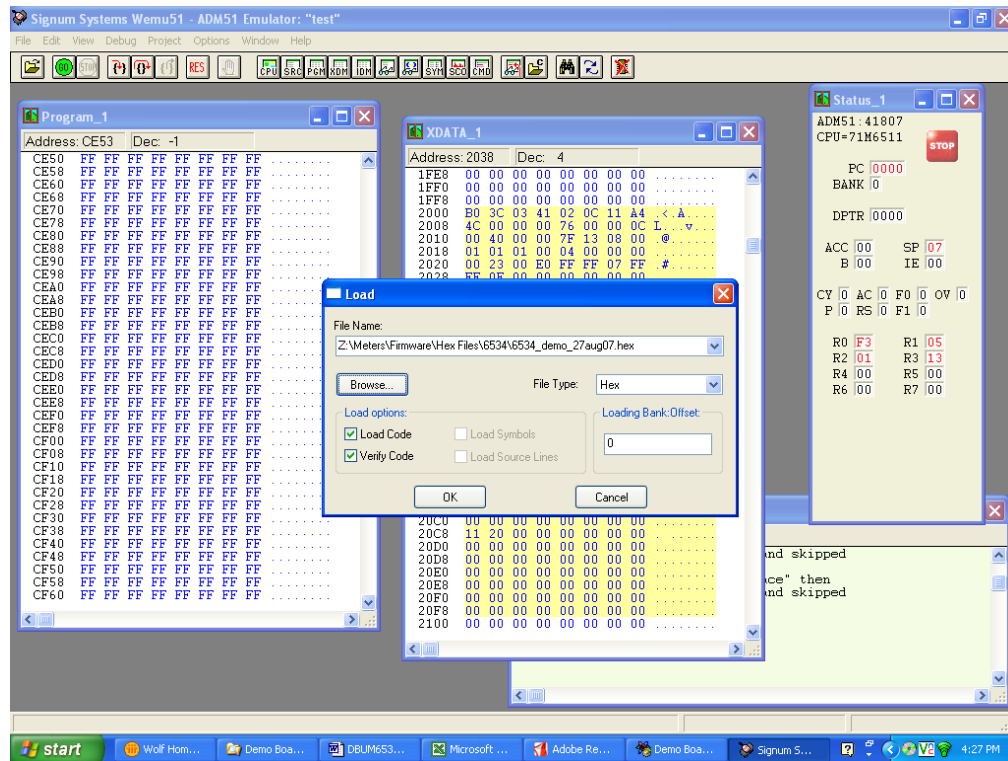 Signum Systems Wemu51 - ADM51 Emulator: "test"
File Edit View Debug Project Options Window Help
GO STOP RES CPU SRC PGM XDM IDM SYM SCO CMD
Program_1
Address: CE53 Dec: -1
CE50 FF FF FF FF FF FF FF FF ........
CE58 FF FF FF FF FF FF FF FF ........
CE60 FF FF FF FF FF FF FF FF ........
CE68 FF FF FF FF FF FF FF FF ........
CE70 FF FF FF FF FF FF FF FF ........
CE78 FF FF FF FF FF FF FF FF ........
CE80 FF FF FF FF FF FF FF FF ........
CE88 FF FF FF FF FF FF FF FF ........
CE90 FF FF FF FF FF FF FF FF ........
CE98 FF FF FF FF FF FF FF FF ........
CEA0 FF FF FF FF FF FF FF FF ........
CEA8 FF FF FF FF FF FF FF FF ........
CEB0 FF FF FF FF FF FF FF FF ........
CEB8 FF FF FF FF FF FF FF FF ........
CEC0 FF FF FF FF FF FF FF FF ........
CEC8 FF FF FF FF FF FF FF FF ........
CED0 FF FF FF FF FF FF FF FF ........
CED8 FF FF FF FF FF FF FF FF ........
CEE0 FF FF FF FF FF FF FF FF ........
CEE8 FF FF FF FF FF FF FF FF ........
CEF0 FF FF FF FF FF FF FF FF ........
CEF8 FF FF FF FF FF FF FF FF ........
CF00 FF FF FF FF FF FF FF FF ........
CF08 FF FF FF FF FF FF FF FF ........
CF10 FF FF FF FF FF FF FF FF ........
CF18 FF FF FF FF FF FF FF FF ........
CF20 FF FF FF FF FF FF FF FF ........
CF28 FF FF FF FF FF FF FF FF ........
CF30 FF FF FF FF FF FF FF FF ........
CF38 FF FF FF FF FF FF FF FF ........
CF40 FF FF FF FF FF FF FF FF ........
CF48 FF FF FF FF FF FF FF FF ........
CF50 FF FF FF FF FF FF FF FF ........
CF58 FF FF FF FF FF FF FF FF ........
CF60 FF FF FF FF FF FF FF FF ........
XDATA_1
Address: 2038 Dec: 4
1FE8 00 00 00 00 00 00 00 00 ........
1FF0 00 00 00 00 00 00 00 00 ........
1FF8 00 00 00 00 00 00 00 00 ........
2000 B0 3C 03 41 02 0C 11 A4 .<.A....
2008 4C 00 00 00 76 00 00 0C L...v...
2010 00 40 00 00 7F 13 08 00 .@......
2018 01 01 01 00 04 00 00 00 ........
2020 00 23 00 E0 FF FF 07 FF .#......
2028 FF 0F 00 00 00 00 00 00 ........
20C0 00 00 00 00 00 00 00 00 ........
20C8 11 20 00 00 00 00 00 00 ........
20D0 00 00 00 00 00 00 00 00 ........
20D8 00 00 00 00 00 00 00 00 ........
20E0 00 00 00 00 00 00 00 00 ........
20E8 00 00 00 00 00 00 00 00 ........
20F0 00 00 00 00 00 00 00 00 ........
20F8 00 00 00 00 00 00 00 00 ........
2100 00 00 00 00 00 00 00 00 ........
Load
File Name:
Z:\Meters\Firmware\Hex Files\6534\6534_demo_27aug07.hex
Browse... File Type: Hex
Load options: Loading Bank:Offset:
Load Code Load Symbols 0
Verify Code Load Source Lines
OK Cancel
Status_1
ADM51:41807
CPU=71M6511
STOP
PC 0000
BANK 0
DPTR 0000
ACC 00 SP 07
B 00 IE 00
CY 0 AC 0 F0 0 OV 0
P 0 RS 0 F1 0
R0 F3 R1 05
R2 01 R3 13
R4 00 R5 00
R6 00 R7 00
nd skipped
ce" then
nd skipped
start Wolf Hom... Demo Boa... DBUM653... Microsoft ... Adobe Re... Demo Boa... Signum S... 4:27 PM